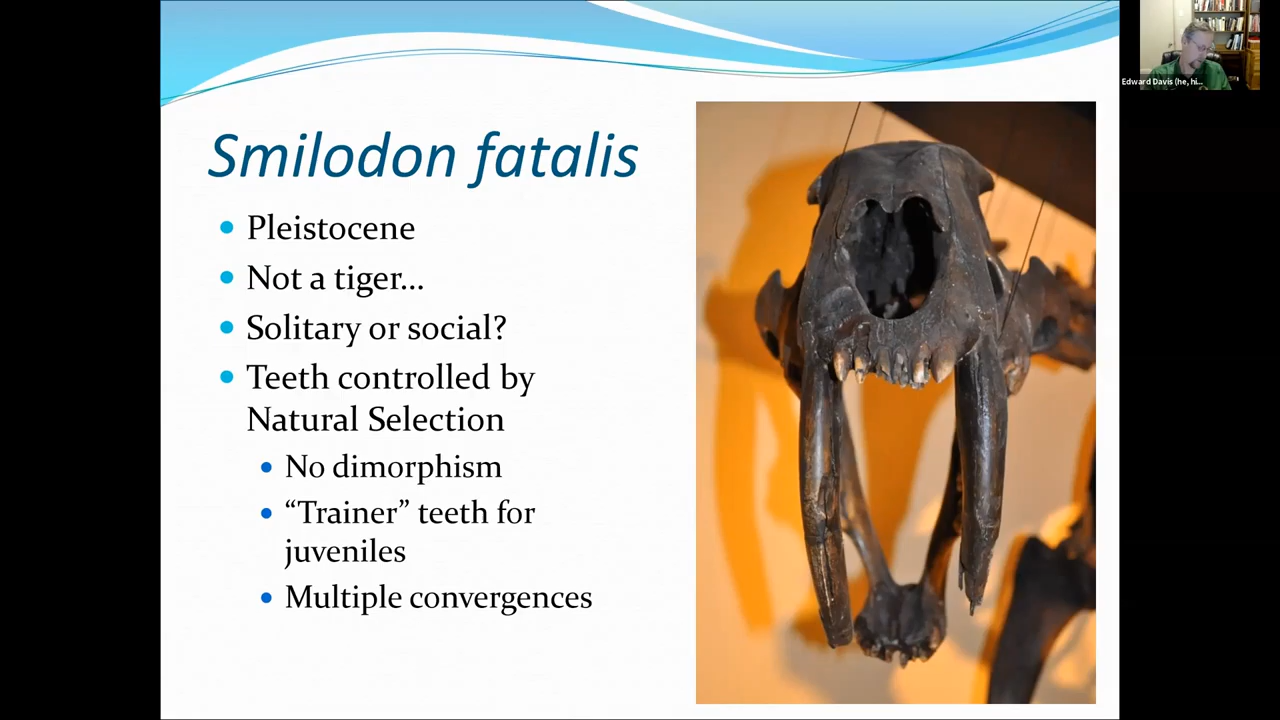 Edward Davis (he, hi...
Smilodon fatalis
Pleistocene
Not a tiger...
Solitary or social?
Teeth controlled by
Natural Selection
No dimorphism
“Trainer” teeth for
juveniles
Multiple convergences